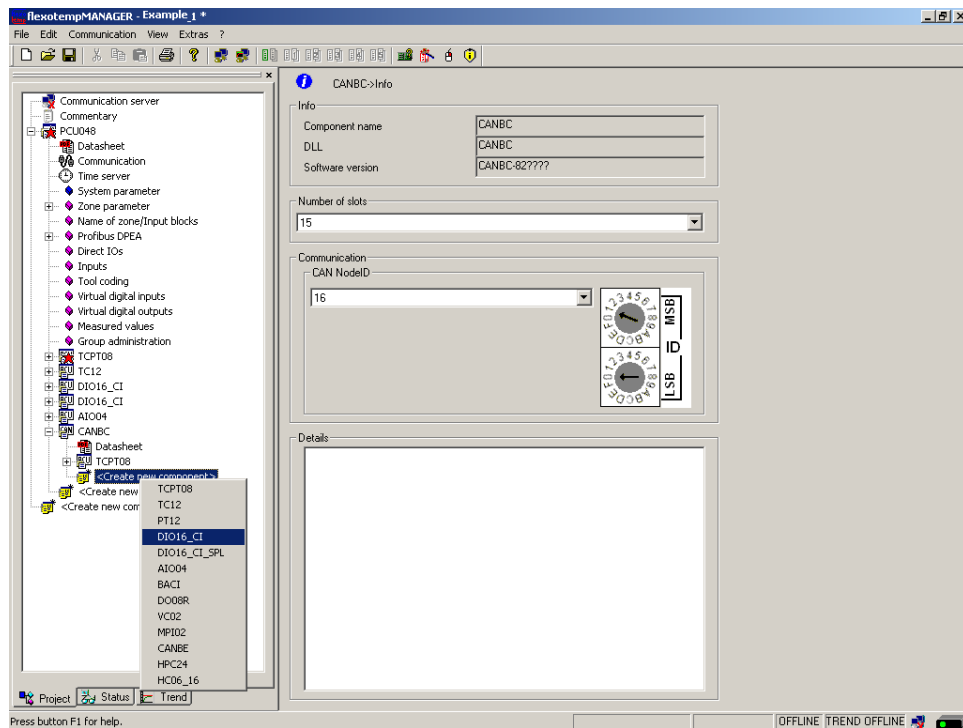 flexotempMANAGER - Example_1 *
File Edit Communication View Extras ?
Communication server
Commentary
PCU048
Datasheet
Communication
Time server
System parameter
Zone parameter
Name of zone/Input blocks
Profibus DPEA
Direct IOs
Inputs
Tool coding
Virtual digital inputs
Virtual digital outputs
Measured values
Group administration
TCPT08
TC12
DIO16_CI
DIO16_CI
AIO04
CANBC
Datasheet
TCPT08
<Create new component>
<Create new
<Create new com
TCPT08
TC12
PT12
DIO16_CI
DIO16_CI_SPL
AIO04
BACI
DO08R
VC02
MPI02
CANBE
HPC24
HC06_16
Project Status Trend
CANBC->Info
Info
Component name CANBC
DLL CANBC
Software version CANBC-82????
Number of slots
15
Communication
CAN NodeID
16
MSB
ID
LSB
Details
Press button F1 for help.
OFFLINE TREND OFFLINE